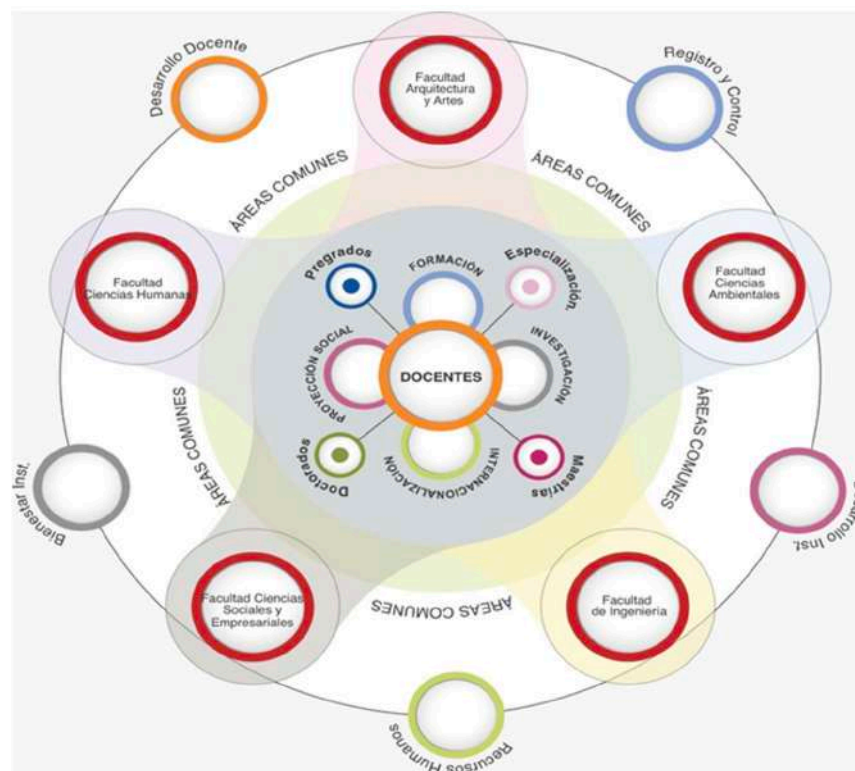 Desarrollo Docente
Facultad
Arquitectura
y Artes
Registro y Control
ÁREAS COMUNES
ÁREAS COMUNES
Facultad
Ciencias Humanas
Facultad
Ciencias
Ambientales
Pregrados
FORMACIÓN
Especialización.
PROYECCIÓN SOCIAL
DOCENTES
INVESTIGACIÓN
Doctorados
INTERNACIONALIZACIÓN
Maestrías
ÁREAS COMUNES
ÁREAS COMUNES
Bienestar Inst.
Desarrollo Inst.
Facultad Ciencias
Sociales y
Empresariales
Facultad
de Ingeniería
ÁREAS COMUNES
Recursos Humanos